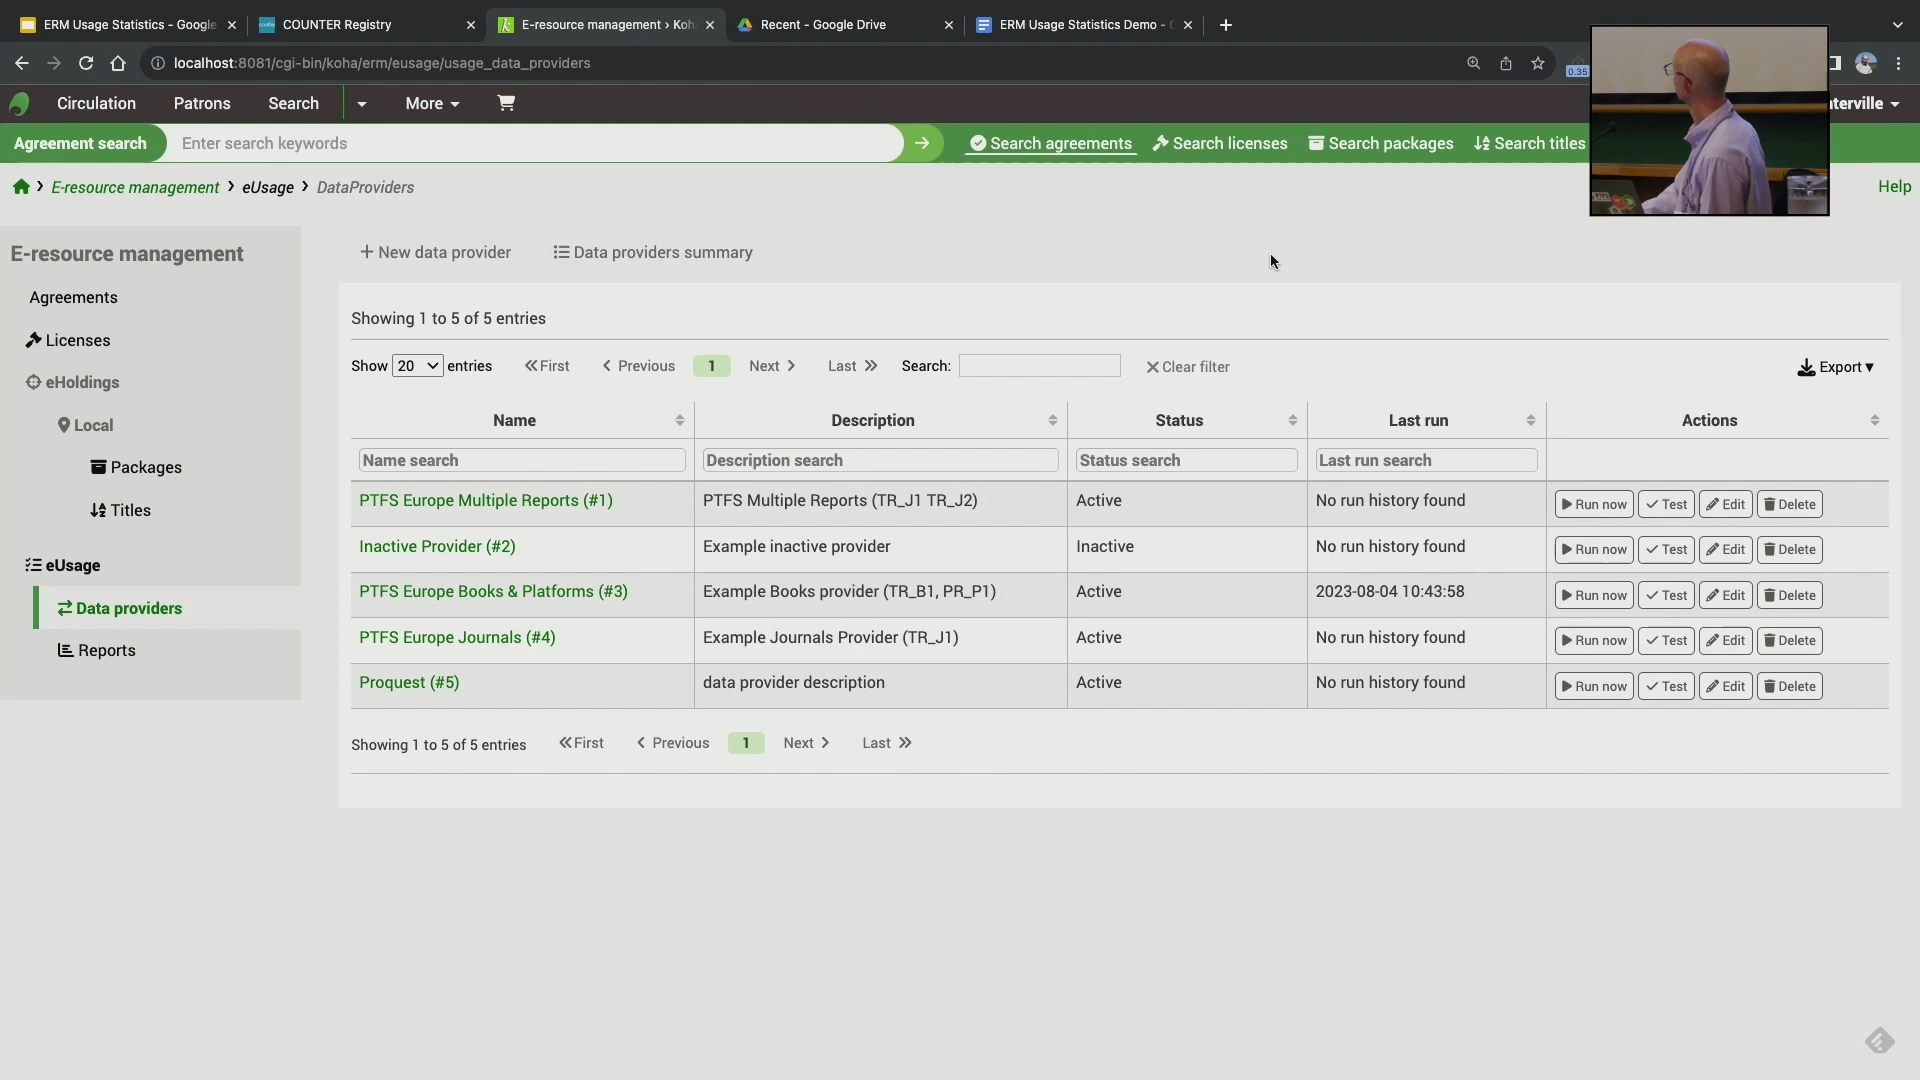 ERM Usage Statistics - Google
COUNTER Registry
E-resource management › Koh
Recent - Google Drive
ERM Usage Statistics Demo -
localhost:8081/cgi-bin/koha/erm/eusage/usage_data_providers
0.35
Circulation Patrons Search More
terville
Agreement search Enter search keywords Search agreements Search licenses Search packages Search titles
E-resource management eUsage DataProviders
Help
E-resource management
Agreements
Licenses
eHoldings
Local
Packages
Titles
eUsage
Data providers
Reports
New data provider Data providers summary
Showing 1 to 5 of 5 entries
Show 20 entries First Previous 1 Next Last Search: Clear filter Export
Name Description Status Last run Actions
Name search Description search Status search Last run search
PTFS Europe Multiple Reports (#1) PTFS Multiple Reports (TR_J1 TR_J2) Active No run history found Run now Test Edit Delete
Inactive Provider (#2) Example inactive provider Inactive No run history found Run now Test Edit Delete
PTFS Europe Books & Platforms (#3) Example Books provider (TR_B1, PR_P1) Active 2023-08-04 10:43:58 Run now Test Edit Delete
PTFS Europe Journals (#4) Example Journals Provider (TR_J1) Active No run history found Run now Test Edit Delete
Proquest (#5) data provider description Active No run history found Run now Test Edit Delete
Showing 1 to 5 of 5 entries First Previous 1 Next Last